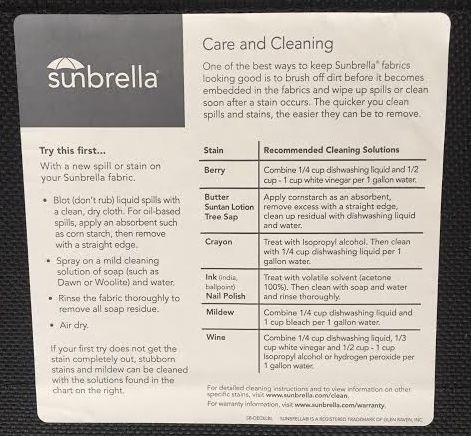 sunbrella®
Care and Cleaning
One of the best ways to keep Sunbrella® fabrics
looking good is to brush off dirt before it becomes
embedded in the fabrics and wipe up spills or clean
soon after a stain occurs. The quicker you clean
spills and stains, the easier they can be to remove.
Try this first...
With a new spill or stain on
your Sunbrella fabric.
• Blot (don't rub) liquid spills with
a clean, dry cloth. For oil-based
spills, apply an absorbent such
as corn starch, then remove
with a straight edge.
• Spray on a mild cleaning
solution of soap (such as
Dawn or Woolite) and water.
• Rinse the fabric thoroughly to
remove all soap residue.
• Air dry.
If your first try does not get the
stain completely out, stubborn
stains and mildew can be cleaned
with the solutions found in the
chart on the right.
Stain Recommended Cleaning Solutions
Berry Combine 1/4 cup dishwashing liquid and 1/2
cup - 1 cup white vinegar per 1 gallon water.
Butter Apply cornstarch as an absorbent,
Suntan Lotion remove excess with a straight edge,
Tree Sap clean up residual with dishwashing liquid
and water.
Crayon Treat with Isopropyl alcohol. Then clean
with 1/4 cup dishwashing liquid per 1
gallon water.
Ink (india, Treat with volatile solvent (acetone
ballpoint) 100%). Then clean with soap and water
Nail Polish and rinse thoroughly.
Mildew Combine 1/4 cup dishwashing liquid and
1 cup bleach per 1 gallon water.
Wine Combine 1/4 cup dishwashing liquid, 1/3
cup white vinegar and 1/2 cup - 1 cup
Isopropyl alcohol or hydrogen peroxide per
1 gallon water.
For detailed cleaning instructions and to view information on other
specific stains, visit www.sunbrella.com/clean.
For warranty information, visit www.sunbrella.com/warranty.
SUNBRELLA® IS A REGISTERED TRADEMARK OF GLEN RAVEN, INC